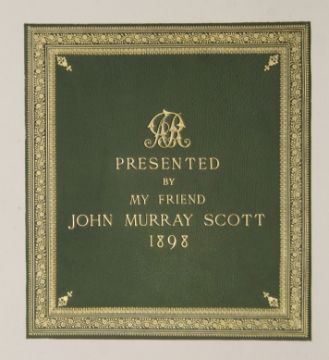 PRESENTED
BY
MY FRIEND
JOHN MURRAY SCOTT
1898